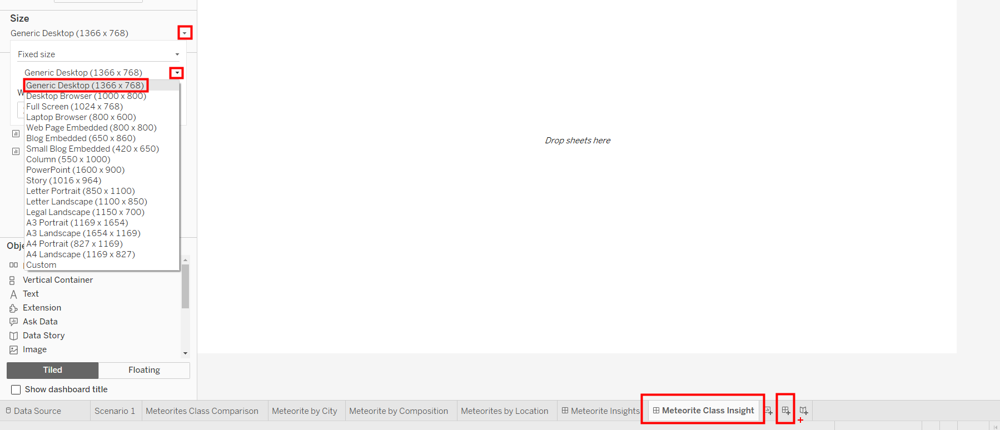 Size
Generic Desktop (1366 x 768)
Fixed size
Generic Desktop (1366 x 768)
Generic Desktop (1366 x 768)
Desktop Browser (1000 x 800)
Full Screen (1024 x 768)
Laptop Browser (800 x 600)
Web Page Embedded (800 x 800)
Blog Embedded (650 x 860)
Small Blog Embedded (420 x 650)
Column (550 x 1000)
PowerPoint (1600 x 900)
Story (1016 x 964)
Letter Portrait (850 x 1100)
Letter Landscape (1100 x 850)
Legal Landscape (1150 x 700)
A3 Portrait (1169 x 1654)
A3 Landscape (1654 x 1169)
A4 Portrait (827 x 1169)
A4 Landscape (1169 x 827)
Custom
Vertical Container
Text
Extension
Ask Data
Data Story
Image
Tiled Floating
Show dashboard title
Drop sheets here
Data Source Scenario 1 Meteorites Class Comparison Meteorite by City Meteorite by Composition Meteorites by Location Meteorite Insights Meteorite Class Insight